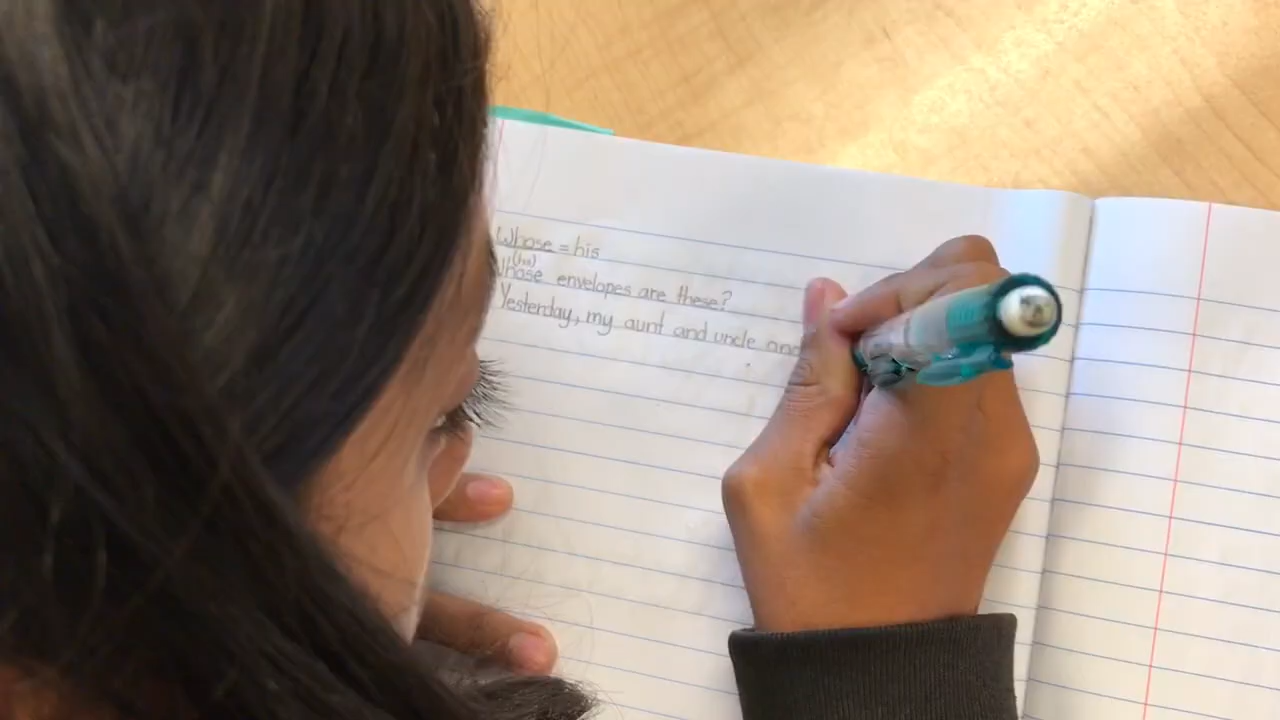 Whose = his
(his)
Whose envelopes are these?
Yesterday, my aunt and uncle and